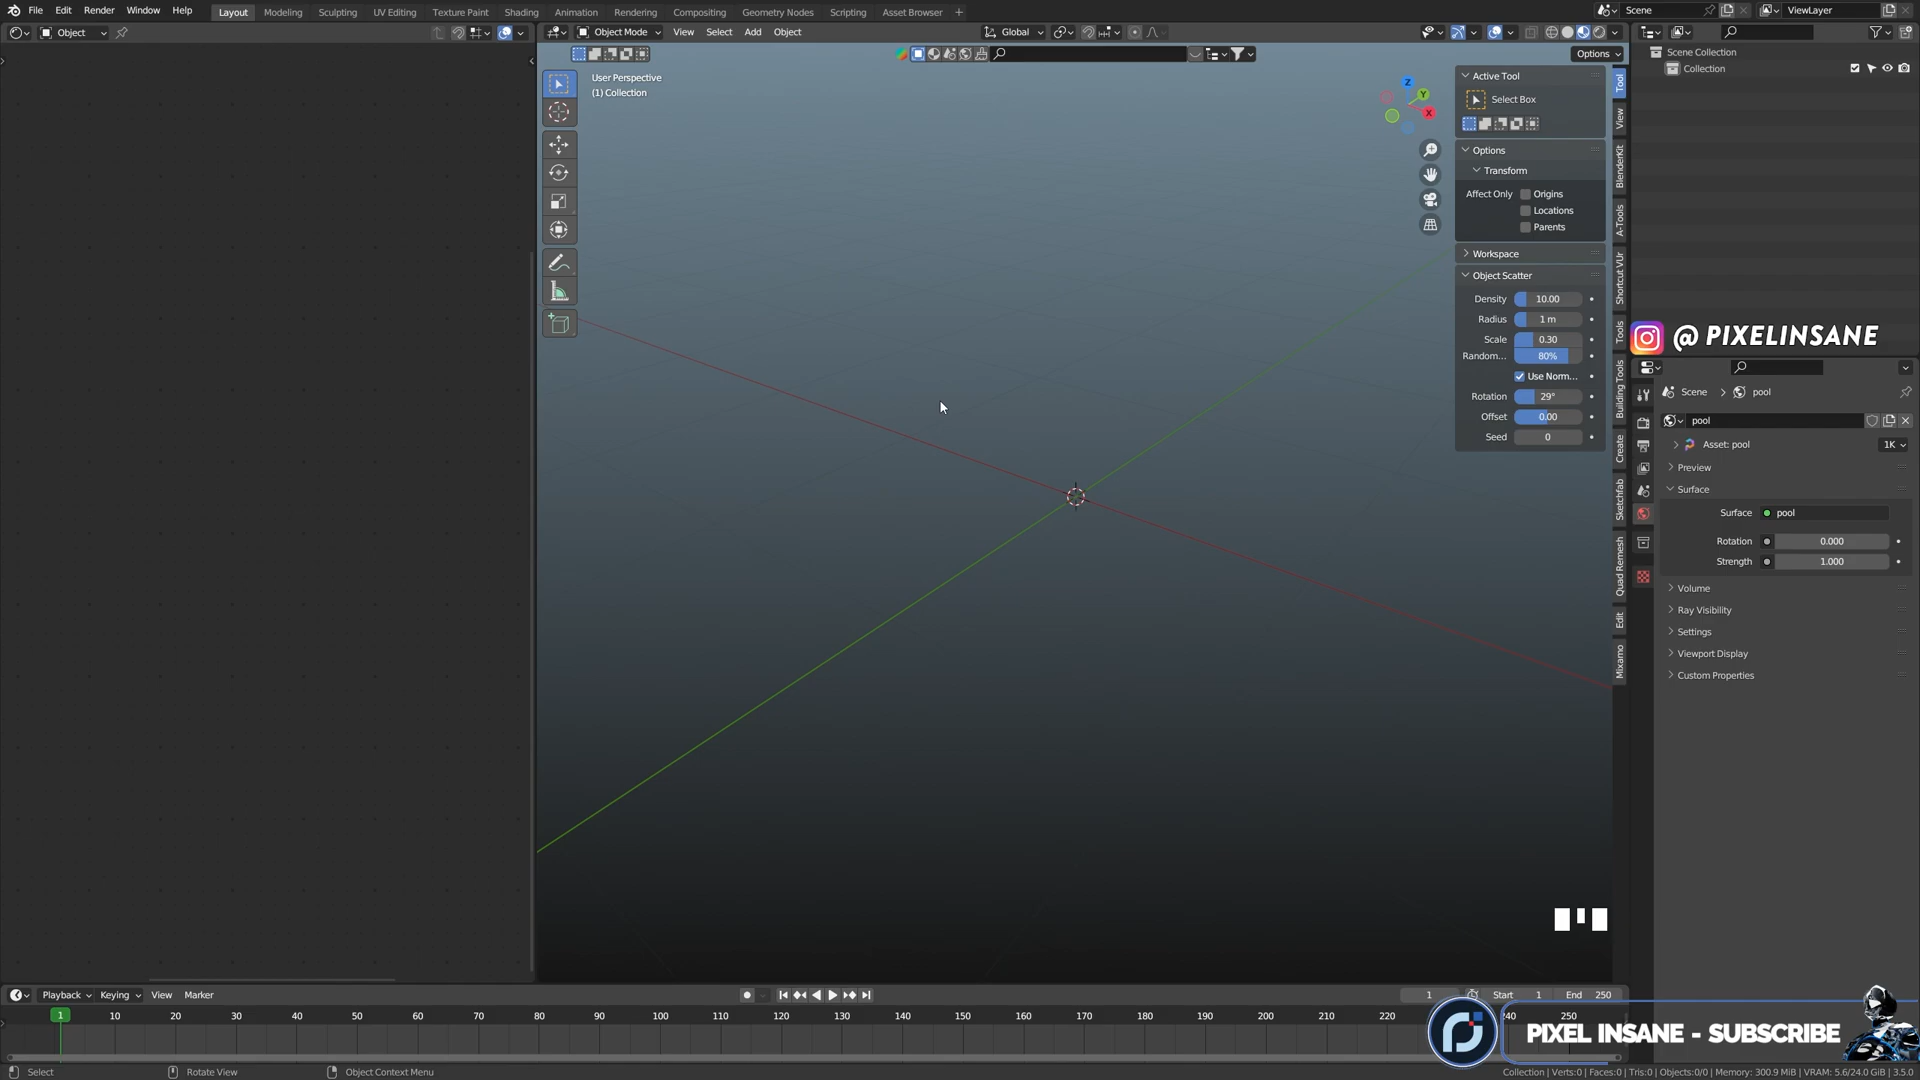 File Edit Render Window Help Layout Modeling Sculpting UV Editing Texture Paint Shading Animation Rendering Compositing Geometry Nodes Scripting Asset Browser + Scene ViewLayer
Object Object Mode View Select Add Object Global
Options
Scene Collection
Collection
User Perspective
(1) Collection
Z
Y
X
Active Tool
Select Box
Options
Transform
Affect Only Origins
Locations
Parents
Workspace
Object Scatter
Density 10.00
Radius 1 m
Scale 0.30
Random... 80%
Use Norm...
Rotation 29°
Offset 0.00
Seed 0
Tool
View
BlenderKit
A-Tools
Shortcut VUr
Tools
Building Tools
Create
Sketchfab
Quad Remesh
Edit
Mixamo
@ PIXELINSANE
Scene > pool
pool
Asset: pool 1K
Preview
Surface
Surface pool
Rotation 0.000
Strength 1.000
Volume
Ray Visibility
Settings
Viewport Display
Custom Properties
Playback Keying View Marker 1 Start 1 End 250
1 10 20 30 40 50 60 70 80 90 100 110 120 130 140 150 160 170 180 190 200 210 220 240 250
PIXEL INSANE - SUBSCRIBE
Select Rotate View Object Context Menu
Collection | Verts:0 | Faces:0 | Tris:0 | Objects:0/0 | Memory: 300.9 MiB | VRAM: 5.6/24.0 GiB | 3.5.0